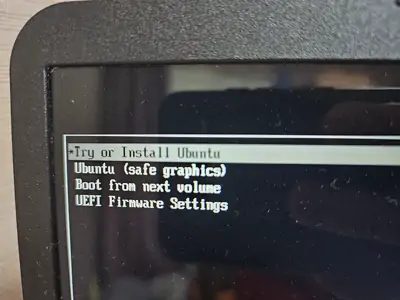 *Try or Install Ubuntu
Ubuntu (safe graphics)
Boot from next volume
UEFI Firmware Settings